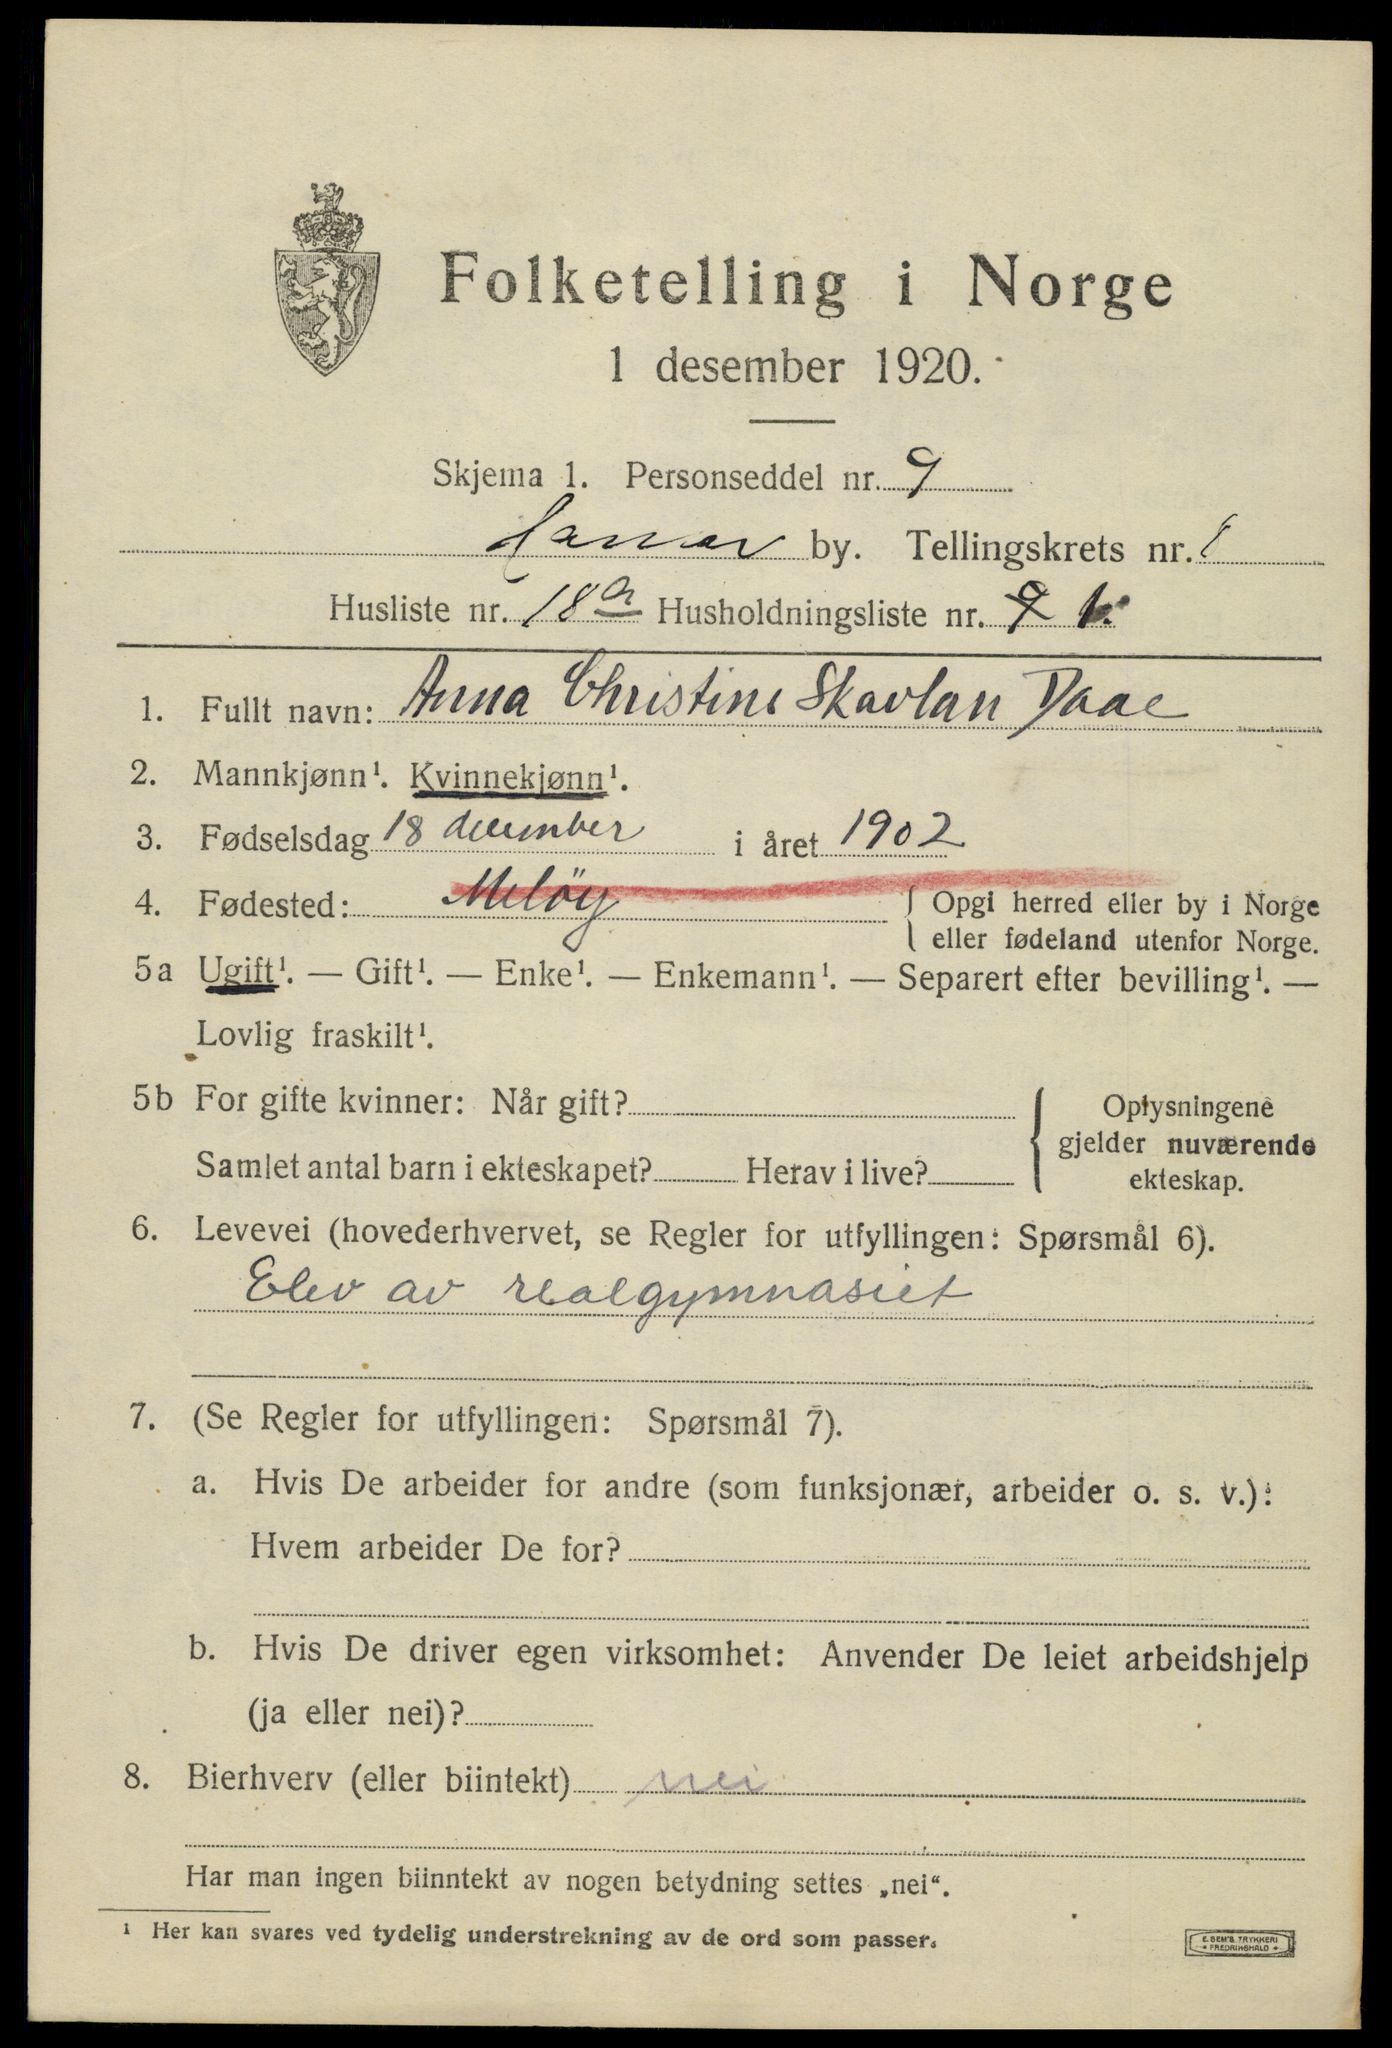 Folketelling i Norge
1 desember 1920.
Skjema 1. Personseddel nr. 9
Hamar by. Tellingskrets nr. 1
Husliste nr. 18a Husholdningsliste nr. 9 1.
1. Fullt navn: Anna Christine Skavlan Daae
2. Mannkjønn¹. Kvinnekjønn¹.
3. Fødselsdag 18 december i året 1902
4. Fødested: Meløy { Opgi herred eller by i Norge
eller fødeland utenfor Norge.
5a Ugift¹. — Gift¹. — Enke¹. — Enkemann¹. — Separert efter bevilling¹. —
Lovlig fraskilt¹.
5b For gifte kvinner: Når gift? { Oplysningene
gjelder nuværende
Samlet antal barn i ekteskapet? Herav i live? ekteskap.
6. Levevei (hovederhvervet, se Regler for utfyllingen: Spørsmål 6).
Elev av realgymnasiet
7. (Se Regler for utfyllingen: Spørsmål 7).
a. Hvis De arbeider for andre (som funksjonær, arbeider o. s. v.):
Hvem arbeider De for?
b. Hvis De driver egen virksomhet: Anvender De leiet arbeidshjelp
(ja eller nei)?
8. Bierhverv (eller biintekt) nei
Har man ingen biinntekt av nogen betydning settes „nei“.
¹ Her kan svares ved tydelig understrekning av de ord som passer.
E. SEM'S TRYKKERI
FREDRIKSHALD